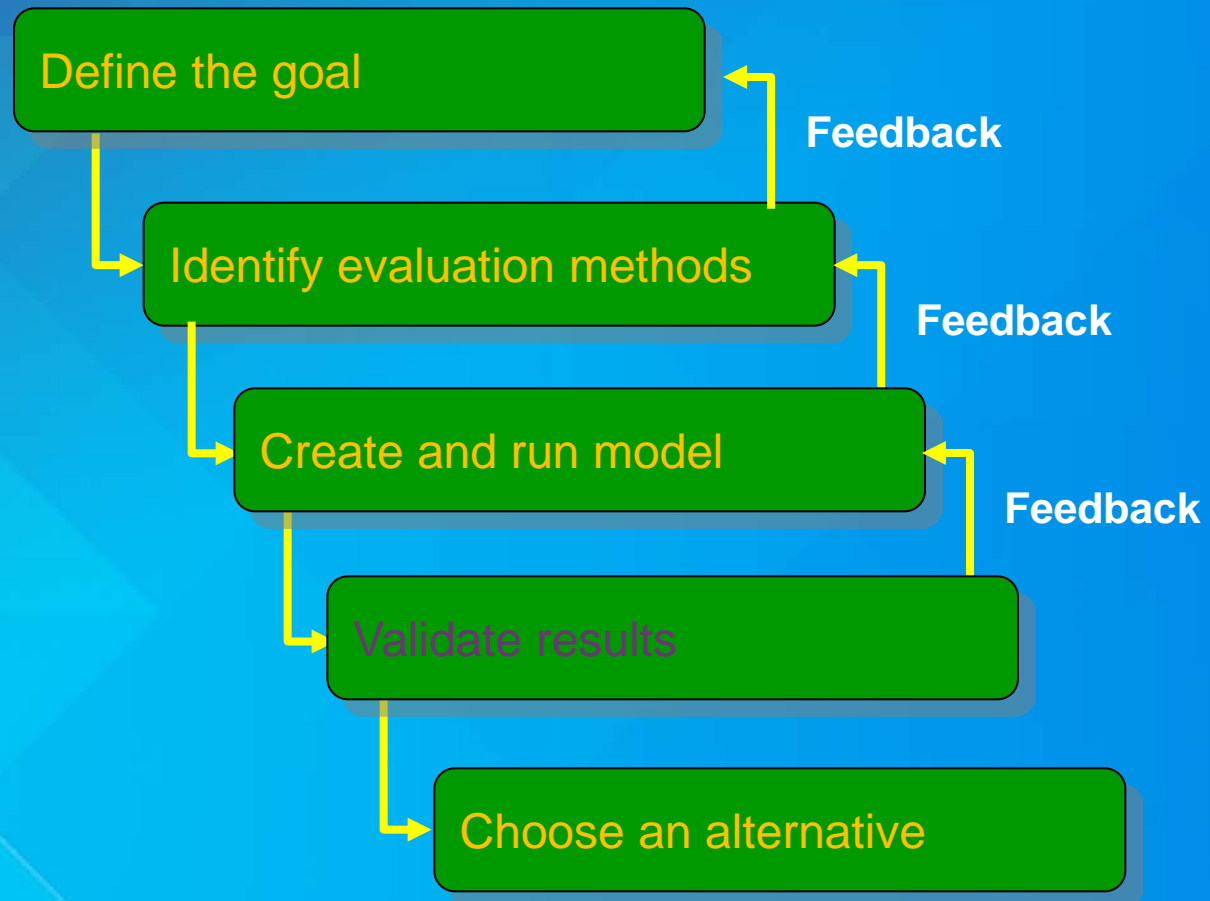 Define the goal
Feedback
Identify evaluation methods
Feedback
Create and run model
Feedback
Validate results
Choose an alternative